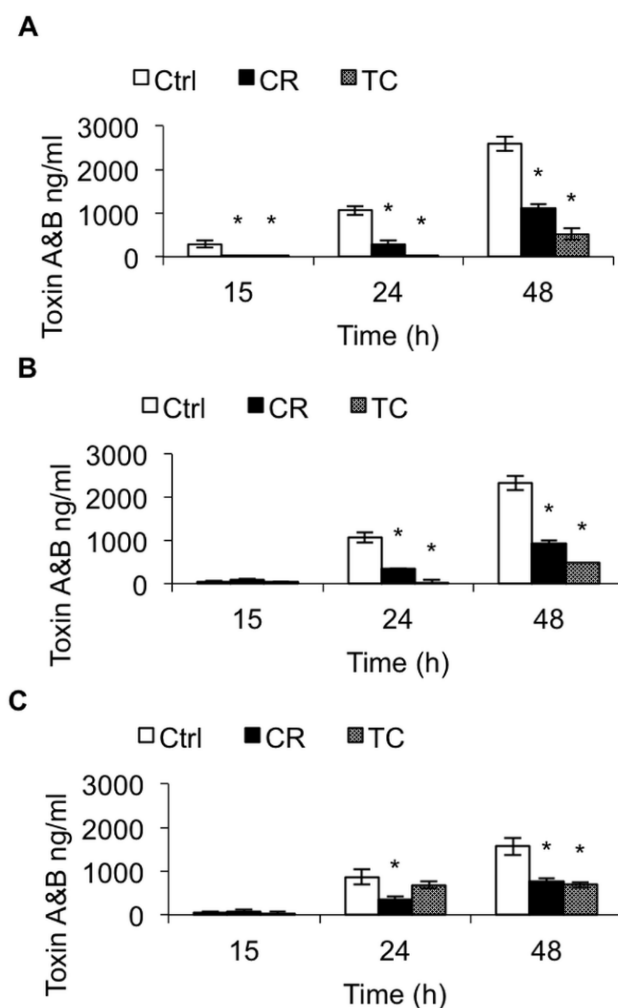 A
Ctrl CR TC
Toxin A&B ng/ml
3000
2000
1000
0
* * * * * *
15 24 48
Time (h)
B
Ctrl CR TC
Toxin A&B ng/ml
3000
2000
1000
0
* * * *
15 24 48
Time (h)
C
Ctrl CR TC
Toxin A&B ng/ml
3000
2000
1000
0
* * *
15 24 48
Time (h)